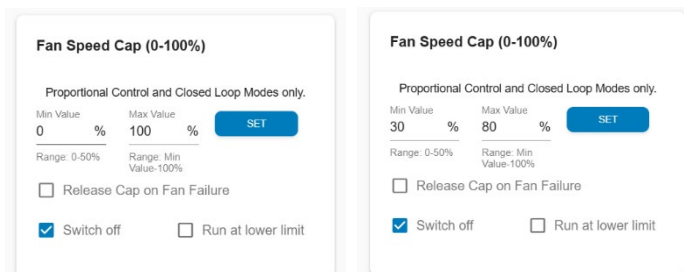 Fan Speed Cap (0-100%)
Proportional Control and Closed Loop Modes only.
Min Value
Max Value
0 %
100 %
SET
Range: 0-50%
Range: Min
Value-100%
Release Cap on Fan Failure
Switch off
Run at lower limit
Fan Speed Cap (0-100%)
Proportional Control and Closed Loop Modes only.
Min Value
Max Value
30 %
80 %
SET
Range: 0-50%
Range: Min
Value-100%
Release Cap on Fan Failure
Switch off
Run at lower limit